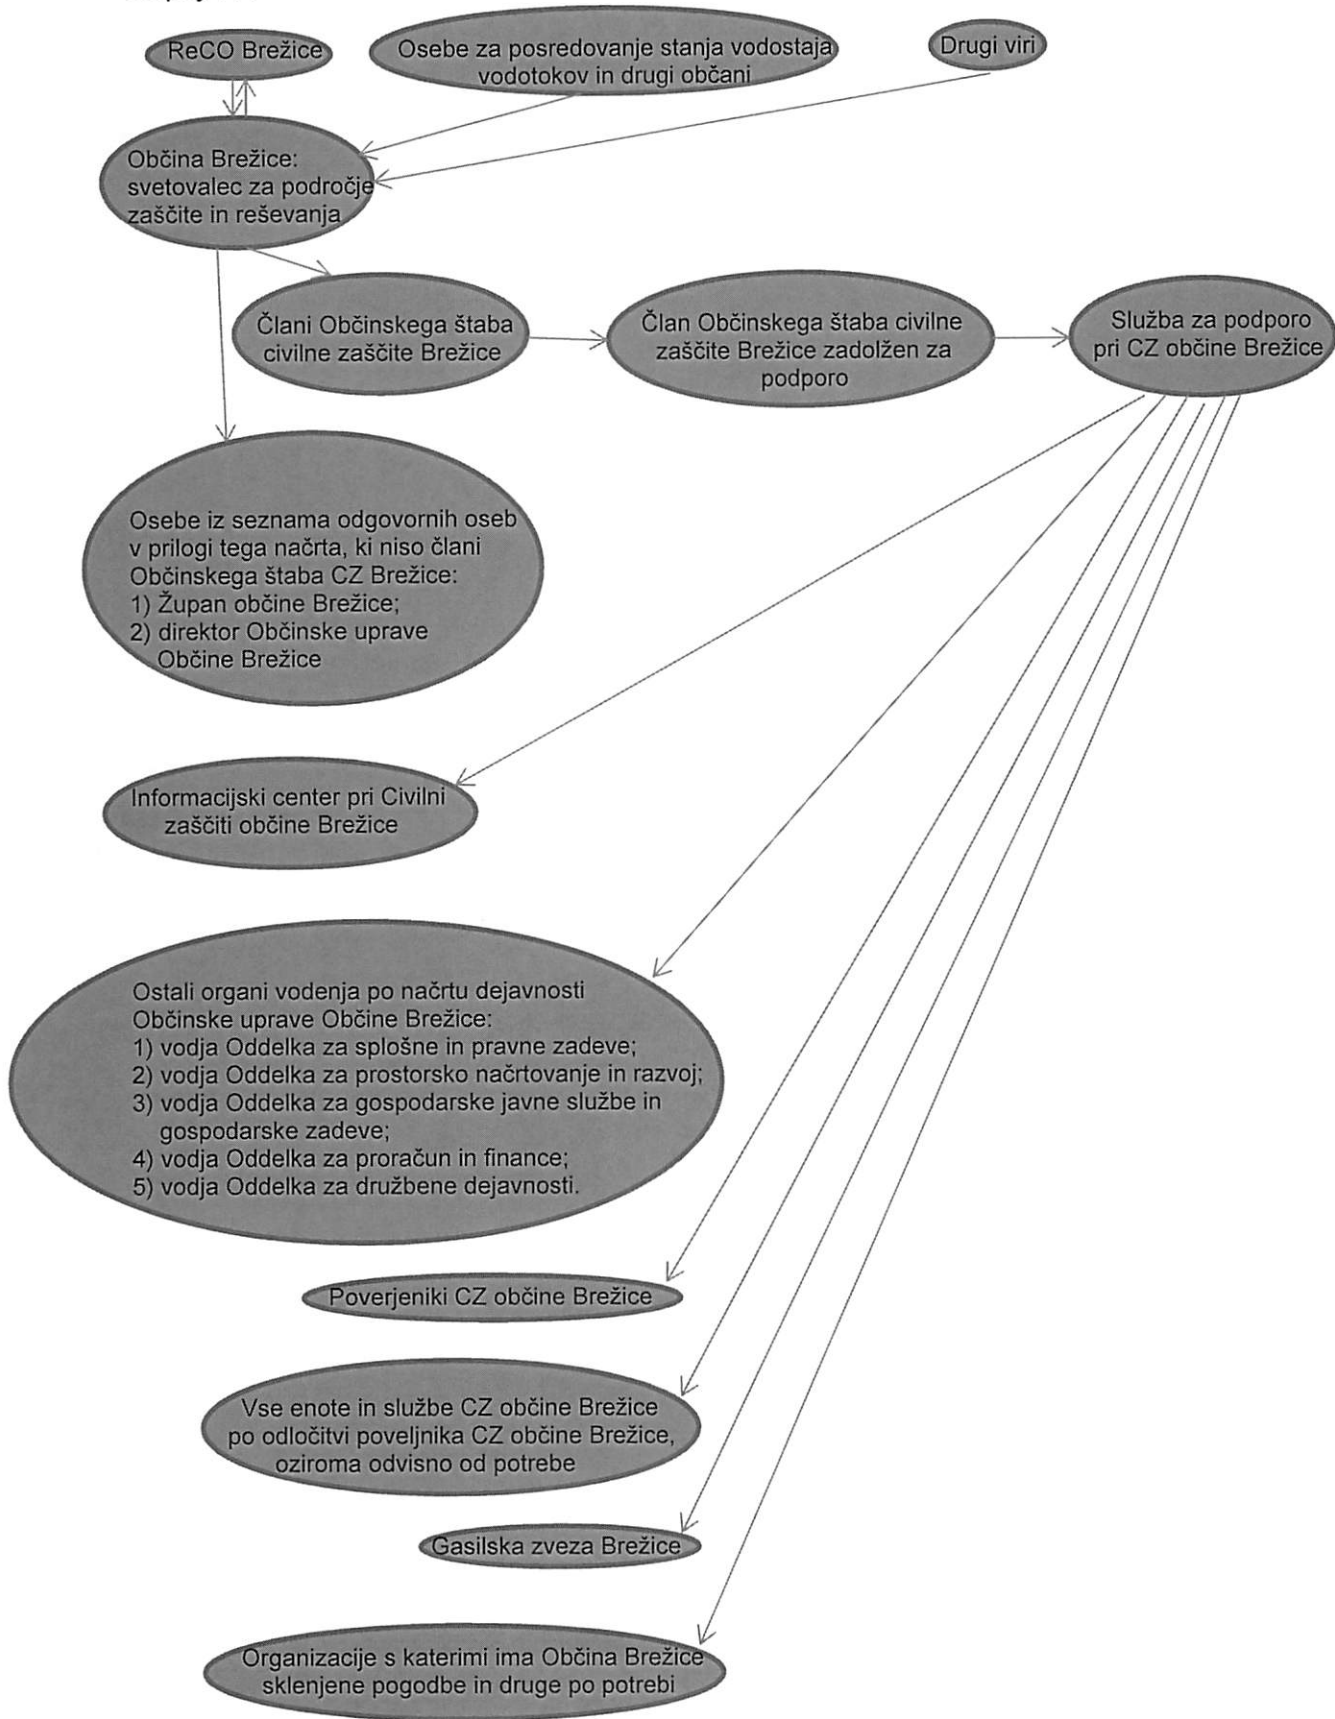 ReCO Brežice
Osebe za posredovanje stanja vodostaja
vodotokov in drugi občani
Drugi viri
Občina Brežice:
svetovalec za področje
zaščite in reševanja
Člani Občinskega štaba
civilne zaščite Brežice
Član Občinskega štaba civilne
zaščite Brežice zadolžen za
podporo
Služba za podporo
pri CZ občine Brežice
Osebe iz seznama odgovornih oseb
v prilogi tega načrta, ki niso člani
Občinskega štaba CZ Brežice:
1) Župan občine Brežice;
2) direktor Občinske uprave
Občine Brežice
Informacijski center pri Civilni
zaščiti občine Brežice
Ostali organi vodenja po načrtu dejavnosti
Občinske uprave Občine Brežice:
1) vodja Oddelka za splošne in pravne zadeve;
2) vodja Oddelka za prostorsko načrtovanje in razvoj;
3) vodja Oddelka za gospodarske javne službe in
gospodarske zadeve;
4) vodja Oddelka za proračun in finance;
5) vodja Oddelka za družbene dejavnosti.
Poverjeniki CZ občine Brežice
Vse enote in službe CZ občine Brežice
po odločitvi poveljnika CZ občine Brežice,
oziroma odvisno od potrebe
Gasilska zveza Brežice
Organizacije s katerimi ima Občina Brežice
sklenjene pogodbe in druge po potrebi